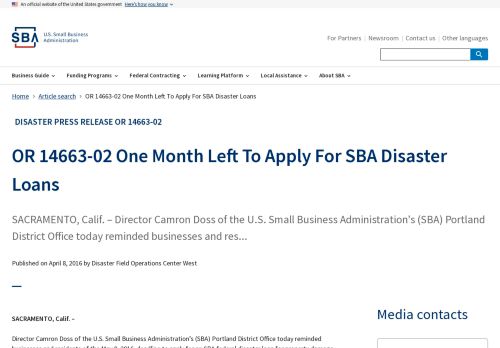 An official website of the United States government Here's how you know
SBA U.S. Small Business
Administration
For Partners | Newsroom | Contact us | Other languages
Business Guide Funding Programs Federal Contracting Learning Platform Local Assistance About SBA
Home › Article search › OR 14663-02 One Month Left To Apply For SBA Disaster Loans
DISASTER PRESS RELEASE OR 14663-02
OR 14663-02 One Month Left To Apply For SBA Disaster
Loans
SACRAMENTO, Calif. – Director Camron Doss of the U.S. Small Business Administration's (SBA) Portland
District Office today reminded businesses and res...
Published on April 8, 2016 by Disaster Field Operations Center West
SACRAMENTO, Calif. –
Media contacts
Director Camron Doss of the U.S. Small Business Administration's (SBA) Portland District Office today reminded